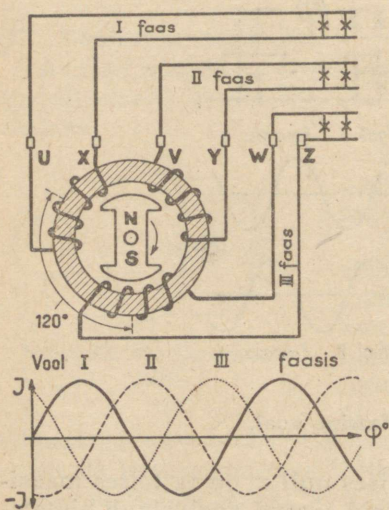 I faas
II faas
U X V Y W Z
N
O
S
III faas
120°
Vool I II III faasis
J
φ°
-J